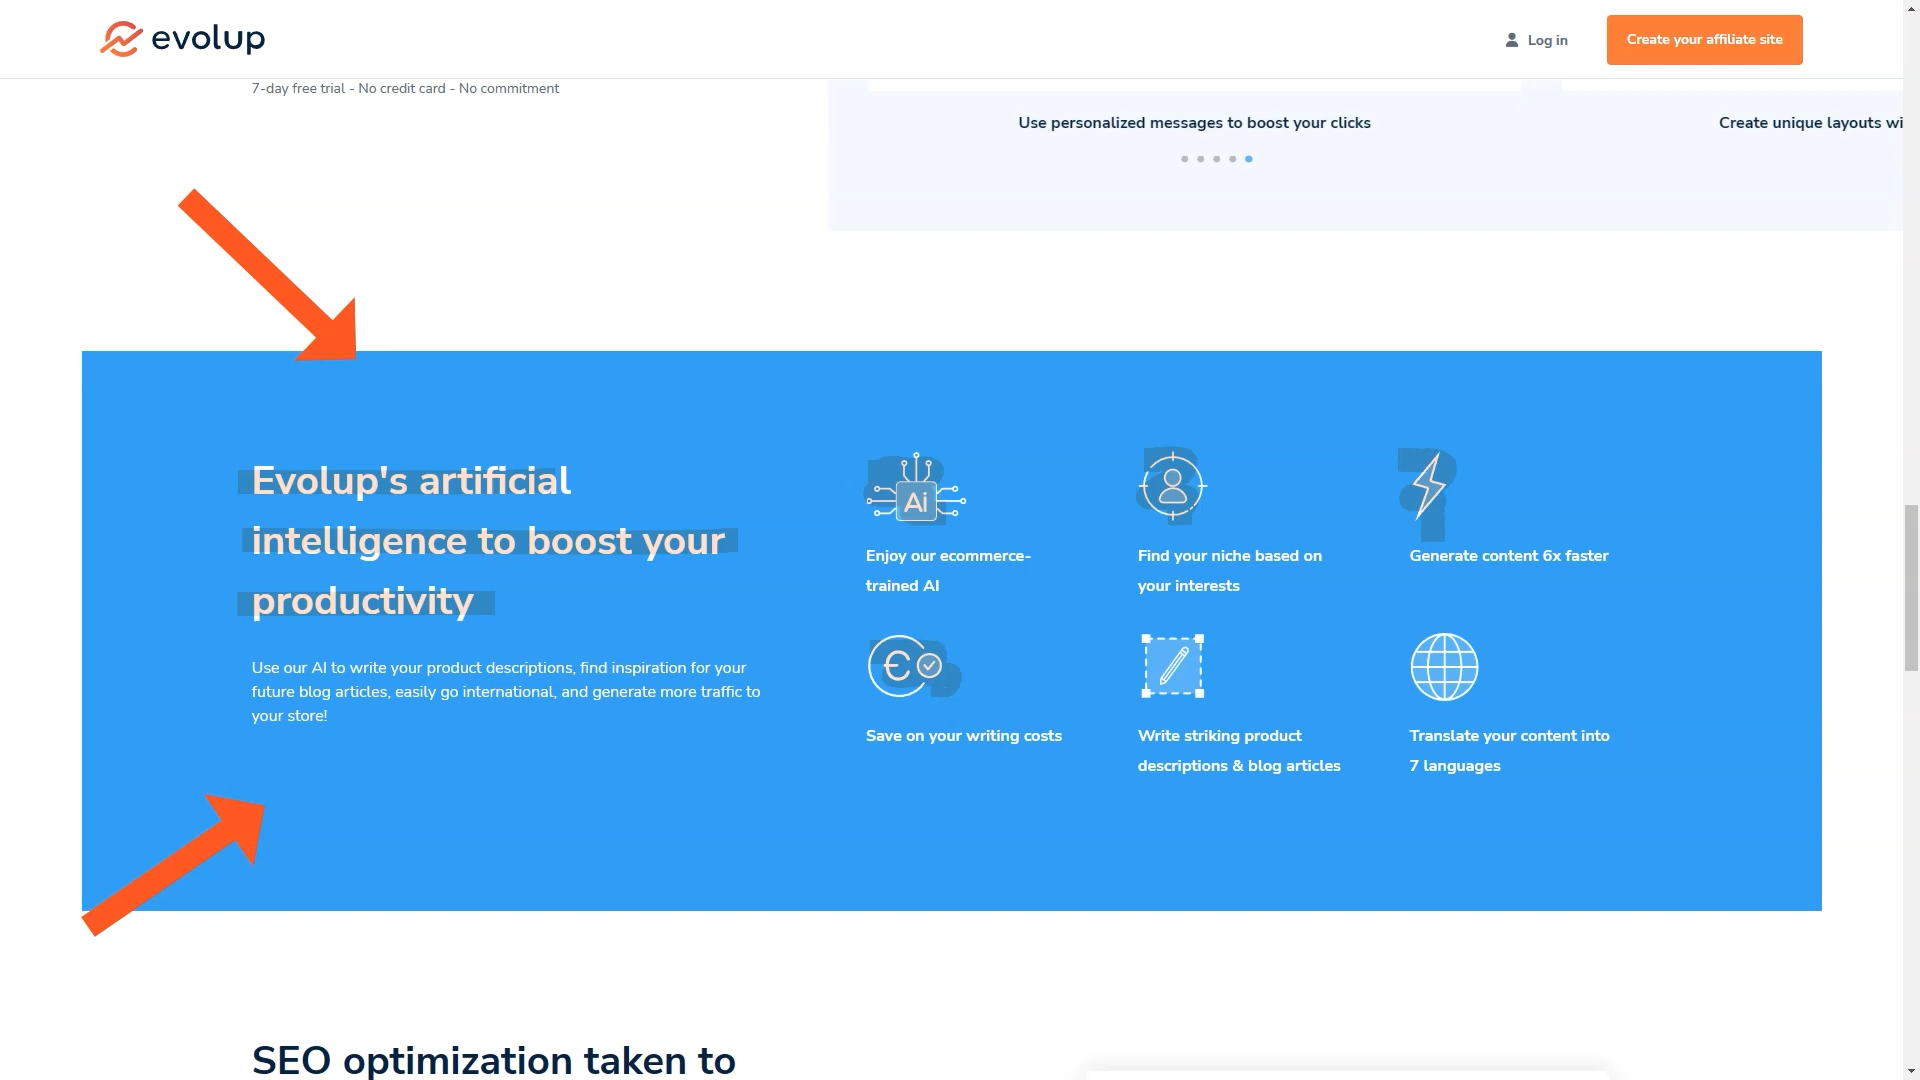 evolup
Log in
Create your affiliate site
7-day free trial - No credit card - No commitment
Use personalized messages to boost your clicks
Create unique layouts wi
Evolup's artificial
intelligence to boost your
productivity
Use our AI to write your product descriptions, find inspiration for your
future blog articles, easily go international, and generate more traffic to
your store!
Ai
Enjoy our ecommerce-
trained AI
Find your niche based on
your interests
Generate content 6x faster
€
Save on your writing costs
Write striking product
descriptions & blog articles
Translate your content into
7 languages
SEO optimization taken to